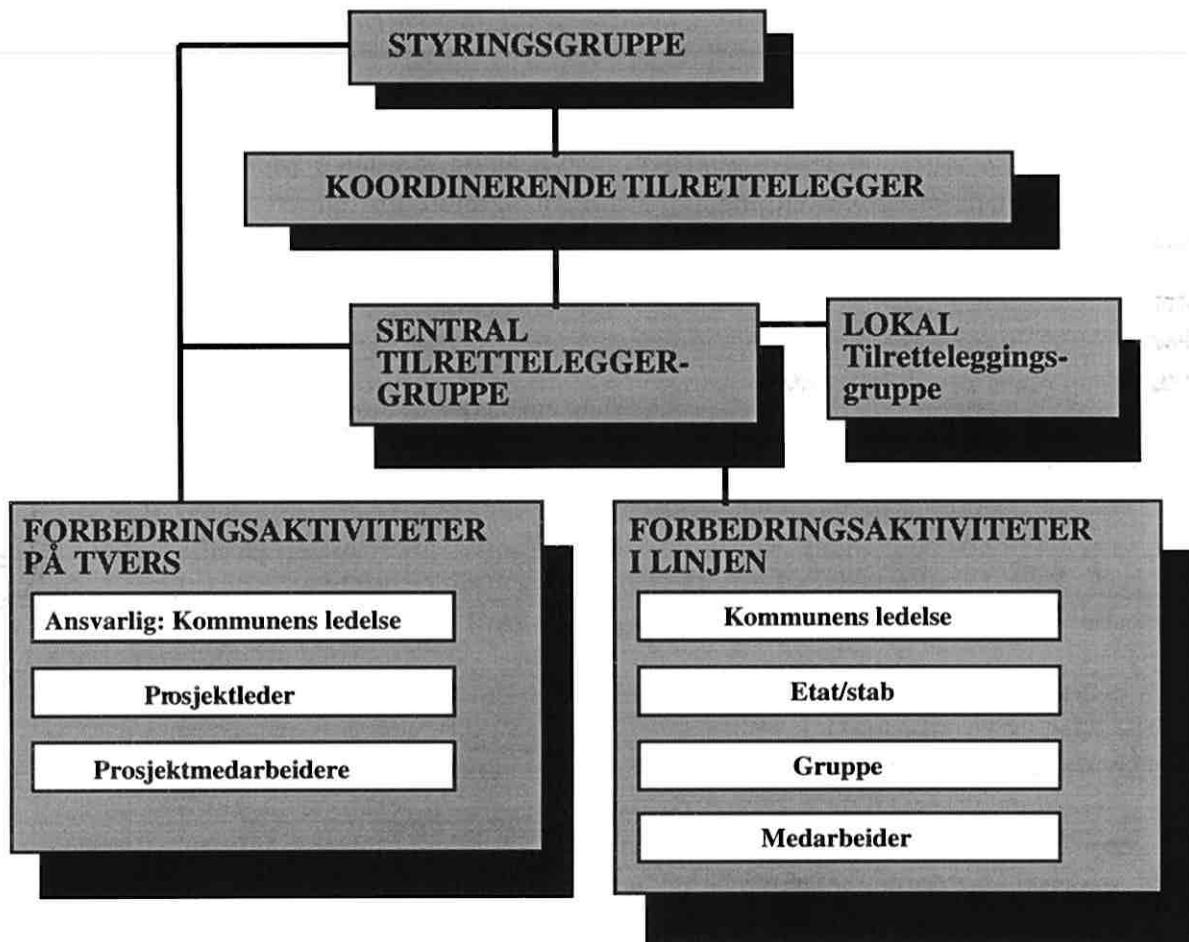 STYRINGSGRUPPE
KOORDINERENDE TILRETTELEGGER
SENTRAL
TILRETTELEGGER-
GRUPPE
LOKAL
Tilretteleggings-
gruppe
FORBEDRINGSAKTIVITETER
PÅ TVERS
Ansvarlig: Kommunens ledelse
Prosjektleder
Prosjektmedarbeidere
FORBEDRINGSAKTIVITETER
I LINJEN
Kommunens ledelse
Etat/stab
Gruppe
Medarbeider